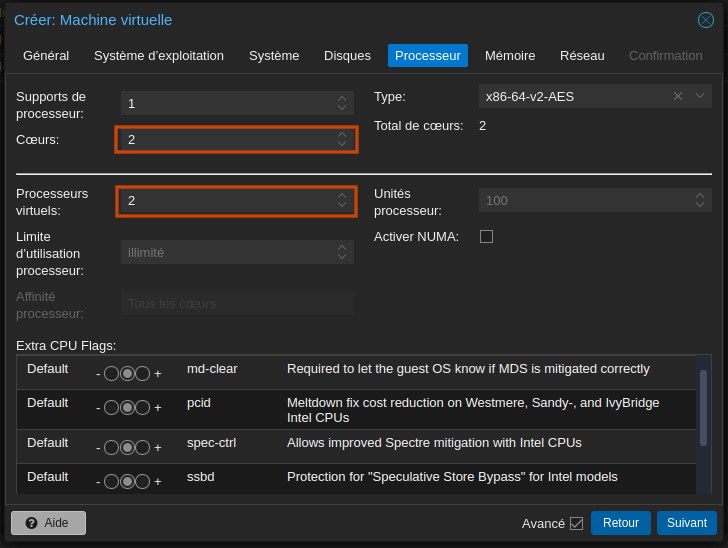 Créer: Machine virtuelle
Général Système d'exploitation Système Disques Processeur Mémoire Réseau Confirmation
Supports de
processeur:
1
Type:
x86-64-v2-AES
Cœurs:
2
Total de cœurs: 2
Processeurs
virtuels:
2
Unités
processeur:
100
Limite
d'utilisation
processeur:
illimité
Activer NUMA:
Affinité
processeur:
Tous les cœurs
Extra CPU Flags:
Default - + md-clear Required to let the guest OS know if MDS is mitigated correctly
Default - + pcid Meltdown fix cost reduction on Westmere, Sandy-, and IvyBridge
Intel CPUs
Default - + spec-ctrl Allows improved Spectre mitigation with Intel CPUs
Default - + ssbd Protection for "Speculative Store Bypass" for Intel models
? Aide Avancé Retour Suivant